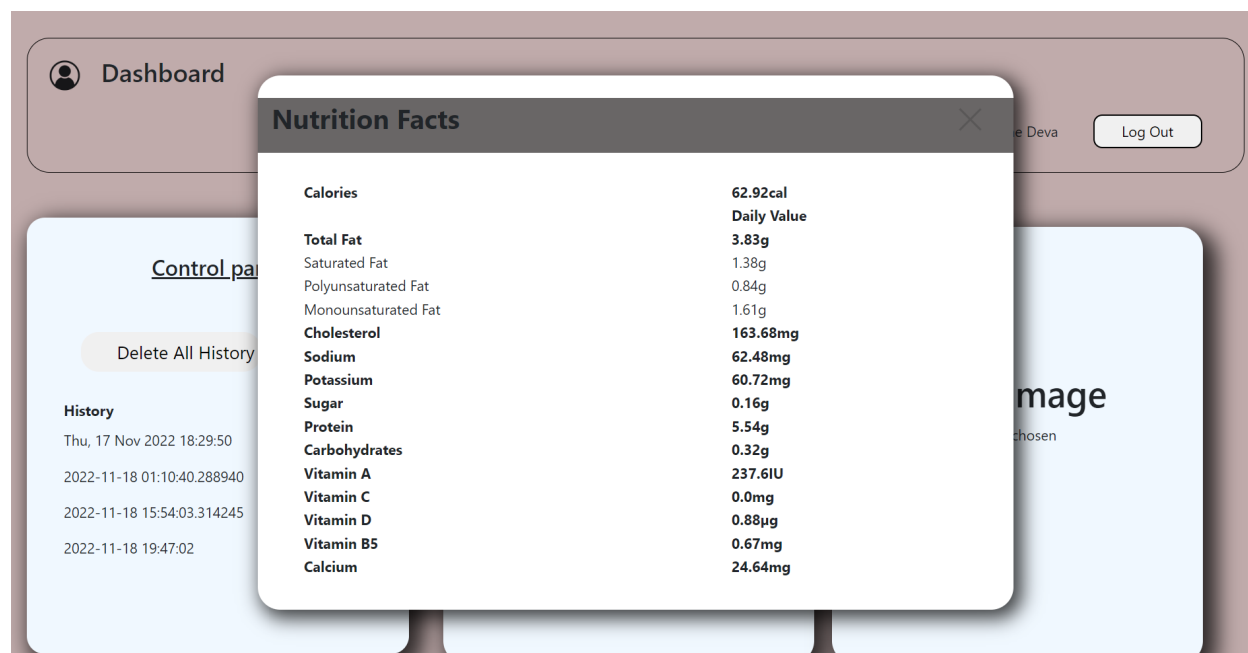 Dashboard
Deva
Log Out
Nutrition Facts
Calories 62.92cal
Daily Value
Total Fat 3.83g
Saturated Fat 1.38g
Polyunsaturated Fat 0.84g
Monounsaturated Fat 1.61g
Cholesterol 163.68mg
Sodium 62.48mg
Potassium 60.72mg
Sugar 0.16g
Protein 5.54g
Carbohydrates 0.32g
Vitamin A 237.6IU
Vitamin C 0.0mg
Vitamin D 0.88µg
Vitamin B5 0.67mg
Calcium 24.64mg
Control
Delete All History
History
Thu, 17 Nov 2022 18:29:50
2022-11-18 01:10:40.288940
2022-11-18 15:54:03.314245
2022-11-18 19:47:02
mage
chosen